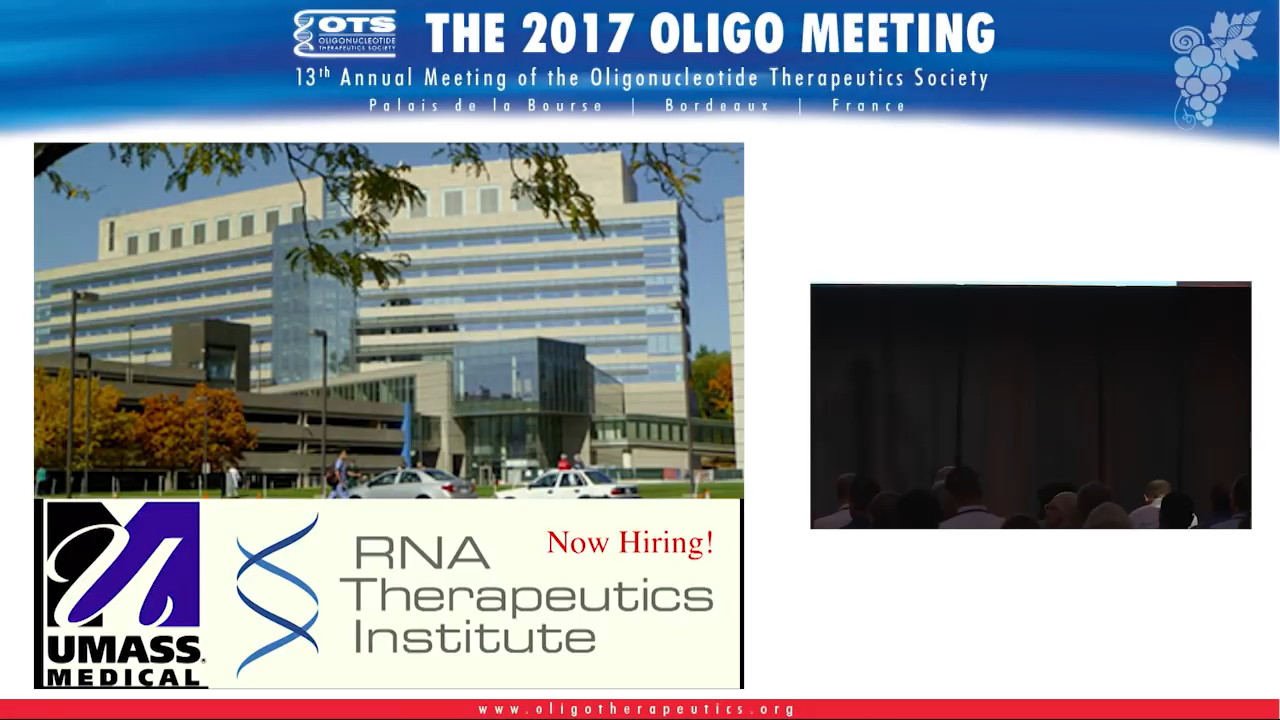 OTS
OLIGONUCLEOTIDE
THERAPEUTICS SOCIETY
THE 2017 OLIGO MEETING
13th Annual Meeting of the Oligonucleotide Therapeutics Society
Palais de la Bourse | Bordeaux | France
UMASS
MEDICAL
RNA
Therapeutics
Institute
Now Hiring!
www.oligotherapeutics.org